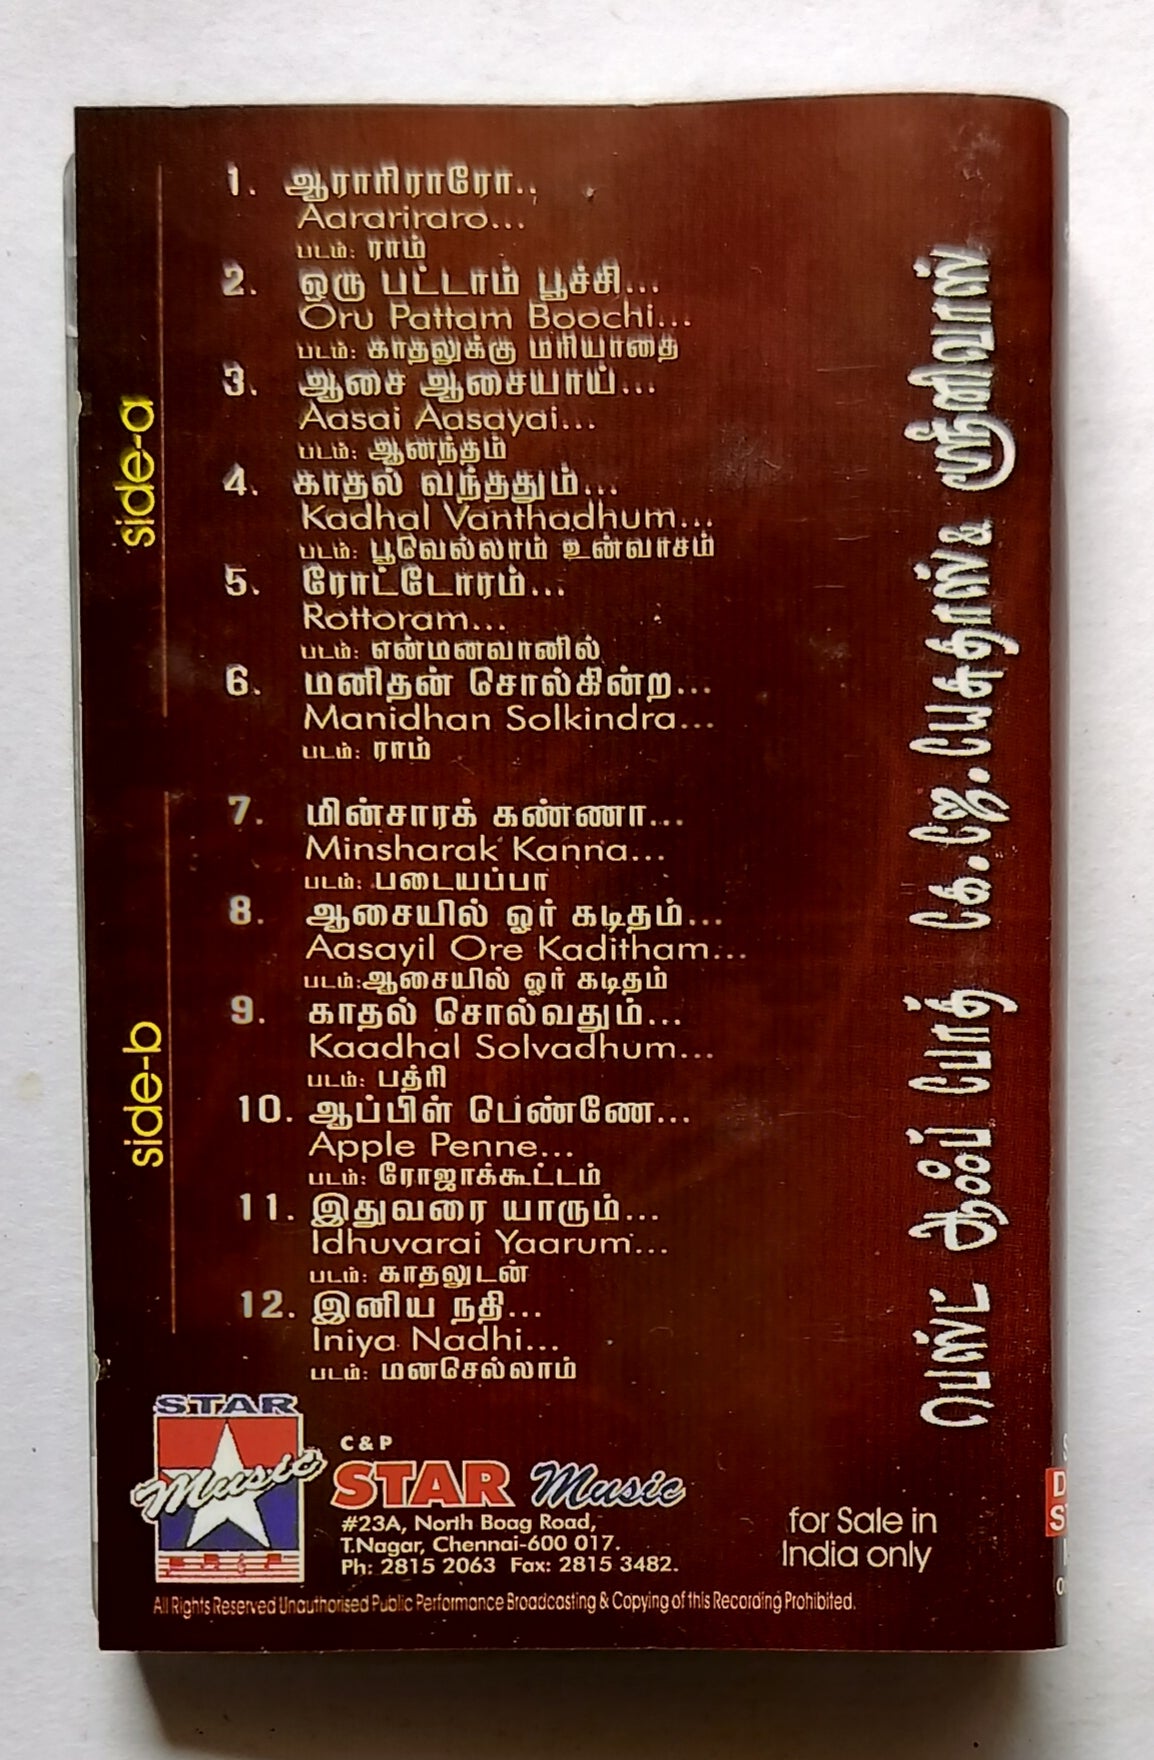 side-a
1. ஆராரிராரோ..
Aarariraro...
படம்: ராம்
2. ஒரு பட்டாம் பூச்சி...
Oru Pattam Boochi...
படம்: காதலுக்கு மரியாதை
3. ஆசை ஆசையாய்...
Aasai Aasayai...
படம்: ஆனந்தம்
4. காதல் வந்ததும்...
Kadhal Vanthadhum...
படம்: பூவேல்லாம் உன்வாசம்
5. ரோட்டோரம்...
Rottoram...
படம்: என்மனவானில்
6. மனிதன் சொல்கின்ற...
Manidhan Solkindra...
படம்: ராம்
side-b
7. மின்சாரக் கண்ணா...
Minsharak Kanna...
படம்: படையப்பா
8. ஆசையில் ஓர் கடிதம்...
Aasayil Ore Kaditham...
படம்:ஆசையில் ஓர் கடிதம்
9. காதல் சொல்வதும்...
Kaadhal Solvadhum...
படம்: பத்ரி
10. ஆப்பிள் பெண்ணே...
Apple Penne...
படம்: ரோஜாக்கூட்டம்
11. இதுவரை யாரும்...
Idhuvarai Yaarum...
படம்: காதலுடன்
12. இனிய நதி...
Iniya Nadhi...
படம்: மனசெல்லாம்
பெஸ்ட் ஆஃப் போத் கே.ஜே.யேசுதாஸ் & ஸ்ரீனிவாஸ்
STAR
Music
C & P
STAR Music
#23A, North Boag Road,
T.Nagar, Chennai-600 017.
Ph: 2815 2063 Fax: 2815 3482.
for Sale in
India only
All Rights Reserved Unauthorised Public Performance Broadcasting & Copying of this Recording Prohibited.